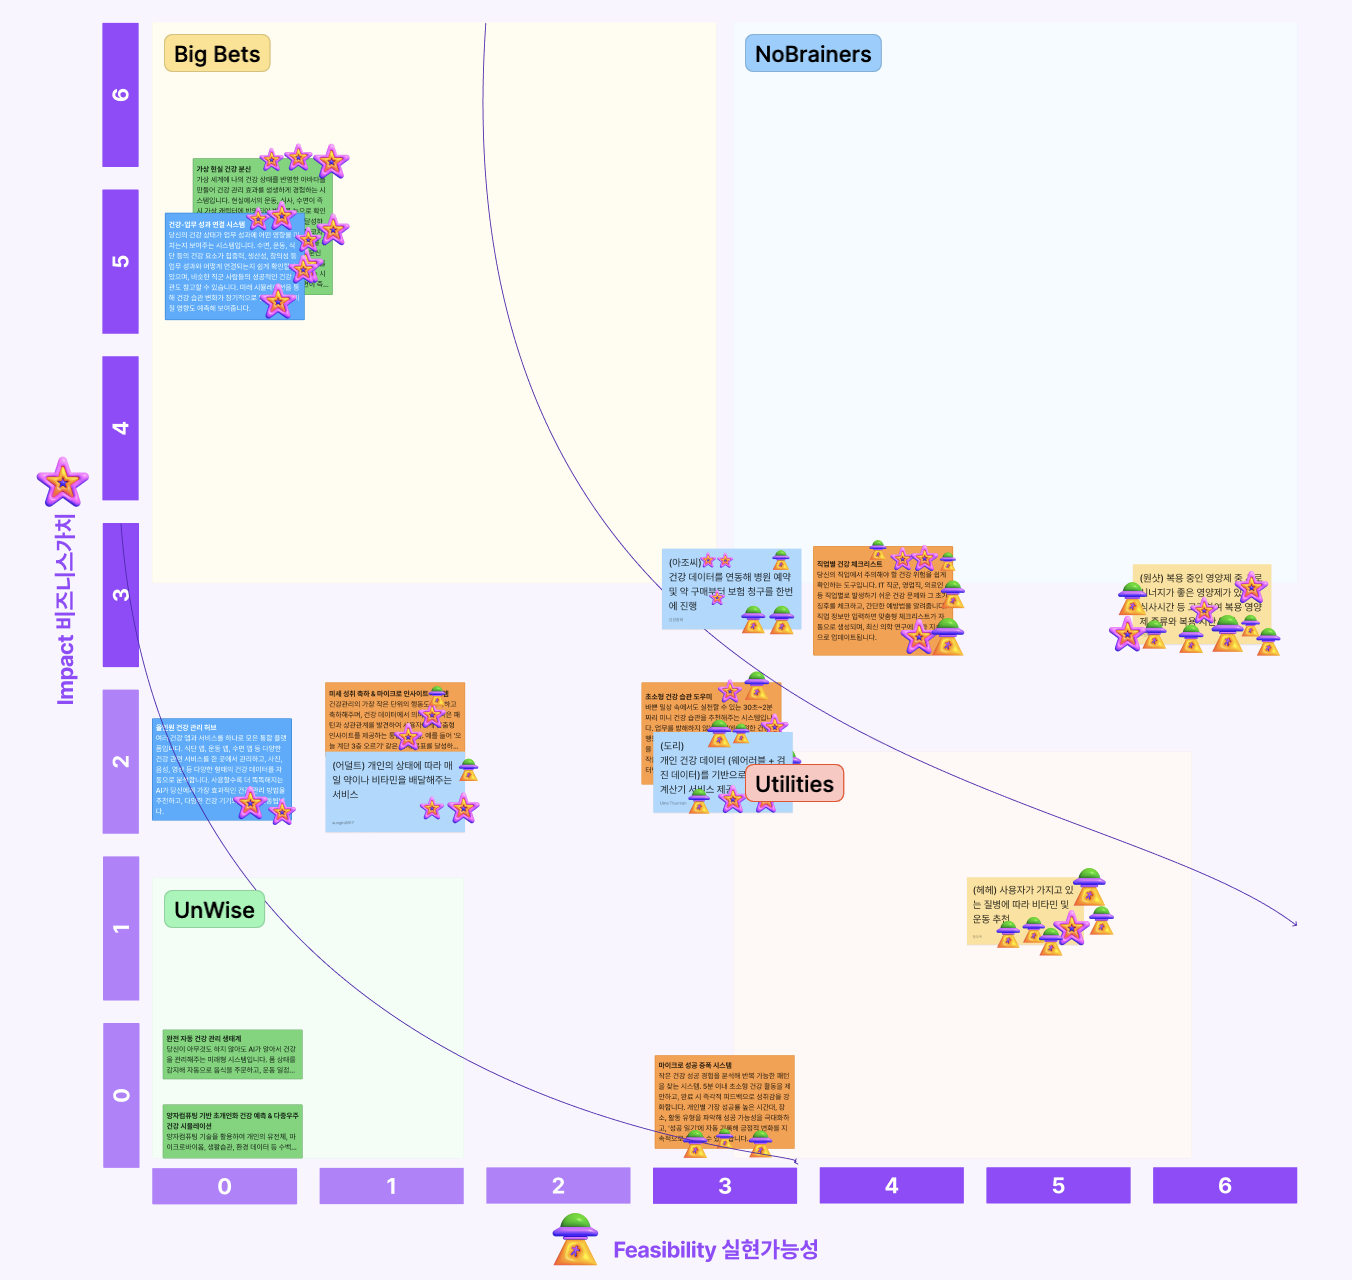 Big Bets
NoBrainers
6
5
4
3
2
1
0
Impact 비즈니스가치
가상 현실 건강 분신
가상 세계에 나의 건강 상태를 반영한 아바타를
만들어 건강 관리 효과를 생생하게 경험하는 시
스템입니다. 현실에서의 운동, 식사, 수면이 즉
시 가상 캐릭터에
건강-업무 성과 연결 시스템
당신의 건강 상태가 업무 성과에 어떤 영향을 미
치는지 보여주는 시스템입니다. 수면, 운동, 식
단 등의 건강 요소가 집중력, 생산성, 창의성 등
업무 성과와 어떻게 연결되는지 쉽게 확인할
있으며, 비슷한 직군 사람들의 성공적인 건강
관도 참고할 수 있습니다. 미래 시뮬레이션을 통
해 건강 습관 변화가 장기적으로
칠 영향도 예측해 보여줍니다.
(아조씨)
건강 데이터를 연동해 병원 예약
및 약 구매부터 보험 청구를 한번
에 진행
직업별 건강 체크리스트
당신의 직업에서 주의해야 할 건강 위험을 쉽게
확인하는 도구입니다. IT 직군, 영업직, 의료인
등 직업별로 발생하기 쉬운 건강 문제와 그 초기
징후를 체크하고, 간단한 예방법을 알려줍니다.
직업 정보만 입력하면 맞춤형 체크리스트가 자
동으로 생성되며, 최신 의학 연구에
으로 업데이트됩니다.
(원샷) 복용 중인 영양제 중
시너지가 좋은 영양제가 있
식사시간 등 고려하여 복용 영양
제 종류와 복용 시간
올인원 건강 관리 허브
여러 건강 앱과 서비스를 하나로 모은 통합 플랫
폼입니다. 식단 앱, 운동 앱, 수면 앱 등 다양한
건강 관련 서비스를 한 곳에서 관리하고, 사진,
음성, 영상 등 다양한 형태의 건강 데이터를 자
동으로 분석합니다. 사용할수록 더 똑똑해지는
AI가 당신에게 가장 효과적인 건강 관리 방법을
추천하고, 다양한 건강 기기
다.
미세 성취 축하 & 마이크로 인사이트
건강관리의 가장 작은 단위의 행동도 하고
축하해주며, 건강 데이터에서 의미 패
턴과 상관관계를 발견하여 맞춤형
인사이트를 제공하는 예를 들어 '오
늘 계단 3층 오르기' 같은 목표를 달성하...
(어덜트) 개인의 상태에 따라 매
일 약이나 비타민을 배달해주는
서비스
초소형 건강 습관 도우미
바쁜 일상 속에서도 실천할 수 있는 30초~2분
짜리 미니 건강 습관을 추천해주는 시스템입니
다. 업무를 방해하지
(도리)
개인 건강 데이터 (웨어러블 + 검
진 데이터)를 기반으로
계산기 서비스 제공
Utilities
UnWise
(헤헤) 사용자가 가지고 있
는 질병에 따라 비타민 및
운동 추천
완전 자동 건강 관리 생태계
당신이 아무것도 하지 않아도 AI가 알아서 건강
을 관리해주는 미래형 시스템입니다. 몸 상태를
감지해 자동으로 음식을 주문하고, 운동 일정...
양자컴퓨팅 기반 초개인화 건강 예측 & 다중우주
건강 시뮬레이션
양자컴퓨팅 기술을 활용하여 개인의 유전체, 마
이크로바이옴, 생활습관, 환경 데이터 등 수백...
마이크로 성공 증폭 시스템
작은 건강 성공 경험을 분석해 반복 가능한 패턴
을 찾는 시스템. 5분 이내 초소형 건강 활동을 제
안하고, 완료 시 즉각적 피드백으로 성취감을 강
화합니다. 개인별 가장 성공률 높은 시간대, 장
소, 활동 유형을 파악해 성공 가능성을 극대화하
고, '성공 일기'에 자동 기록해 긍정적 변화를 지
속적으로
0
1
2
3
4
5
6
Feasibility 실현가능성